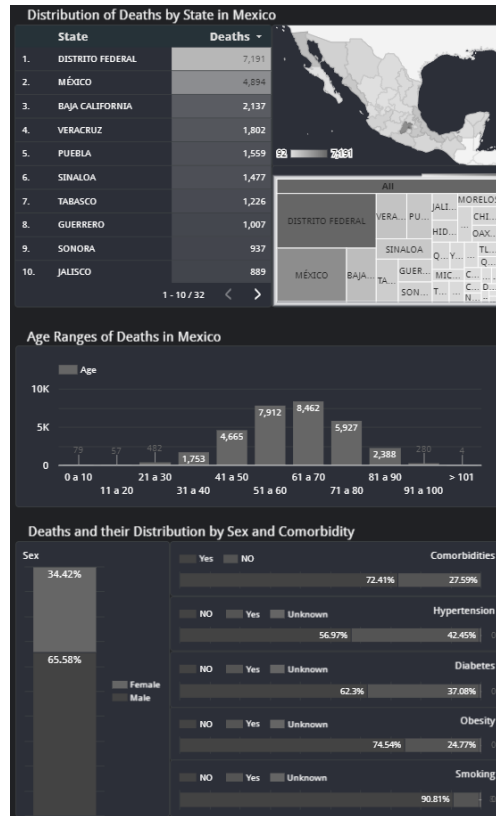 Distribution of Deaths by State in Mexico
State Deaths
1. DISTRITO FEDERAL 7,191
2. MÉXICO 4,894
3. BAJA CALIFORNIA 2,137
4. VERACRUZ 1,802
5. PUEBLA 1,559
6. SINALOA 1,477
7. TABASCO 1,226
8. GUERRERO 1,007
9. SONORA 937
10. JALISCO 889
1 - 10 / 32
7,191
All
DISTRITO FEDERAL
VERA...
PU...
JALI...
MORELOS
CHI...
HID...
...
OAX...
SINALOA
Q...
Y...
...
TL...
Q...
MÉXICO
BAJA...
TA...
GUER...
MIC...
C...
SON...
T...
...
C...
D...
N...
Age Ranges of Deaths in Mexico
Age
10K
5K
0
79
57
482
1,753
4,665
7,912
8,462
5,927
2,388
280
4
0 a 10
11 a 20
21 a 30
31 a 40
41 a 50
51 a 60
61 a 70
71 a 80
81 a 90
91 a 100
> 101
Deaths and their Distribution by Sex and Comorbidity
Sex
34.42%
65.58%
Female
Male
Yes NO Comorbidities
72.41% 27.59%
NO Yes Unknown Hypertension
56.97% 42.45%
NO Yes Unknown Diabetes
62.3% 37.08%
NO Yes Unknown Obesity
74.54% 24.77%
NO Yes Unknown Smoking
90.81%